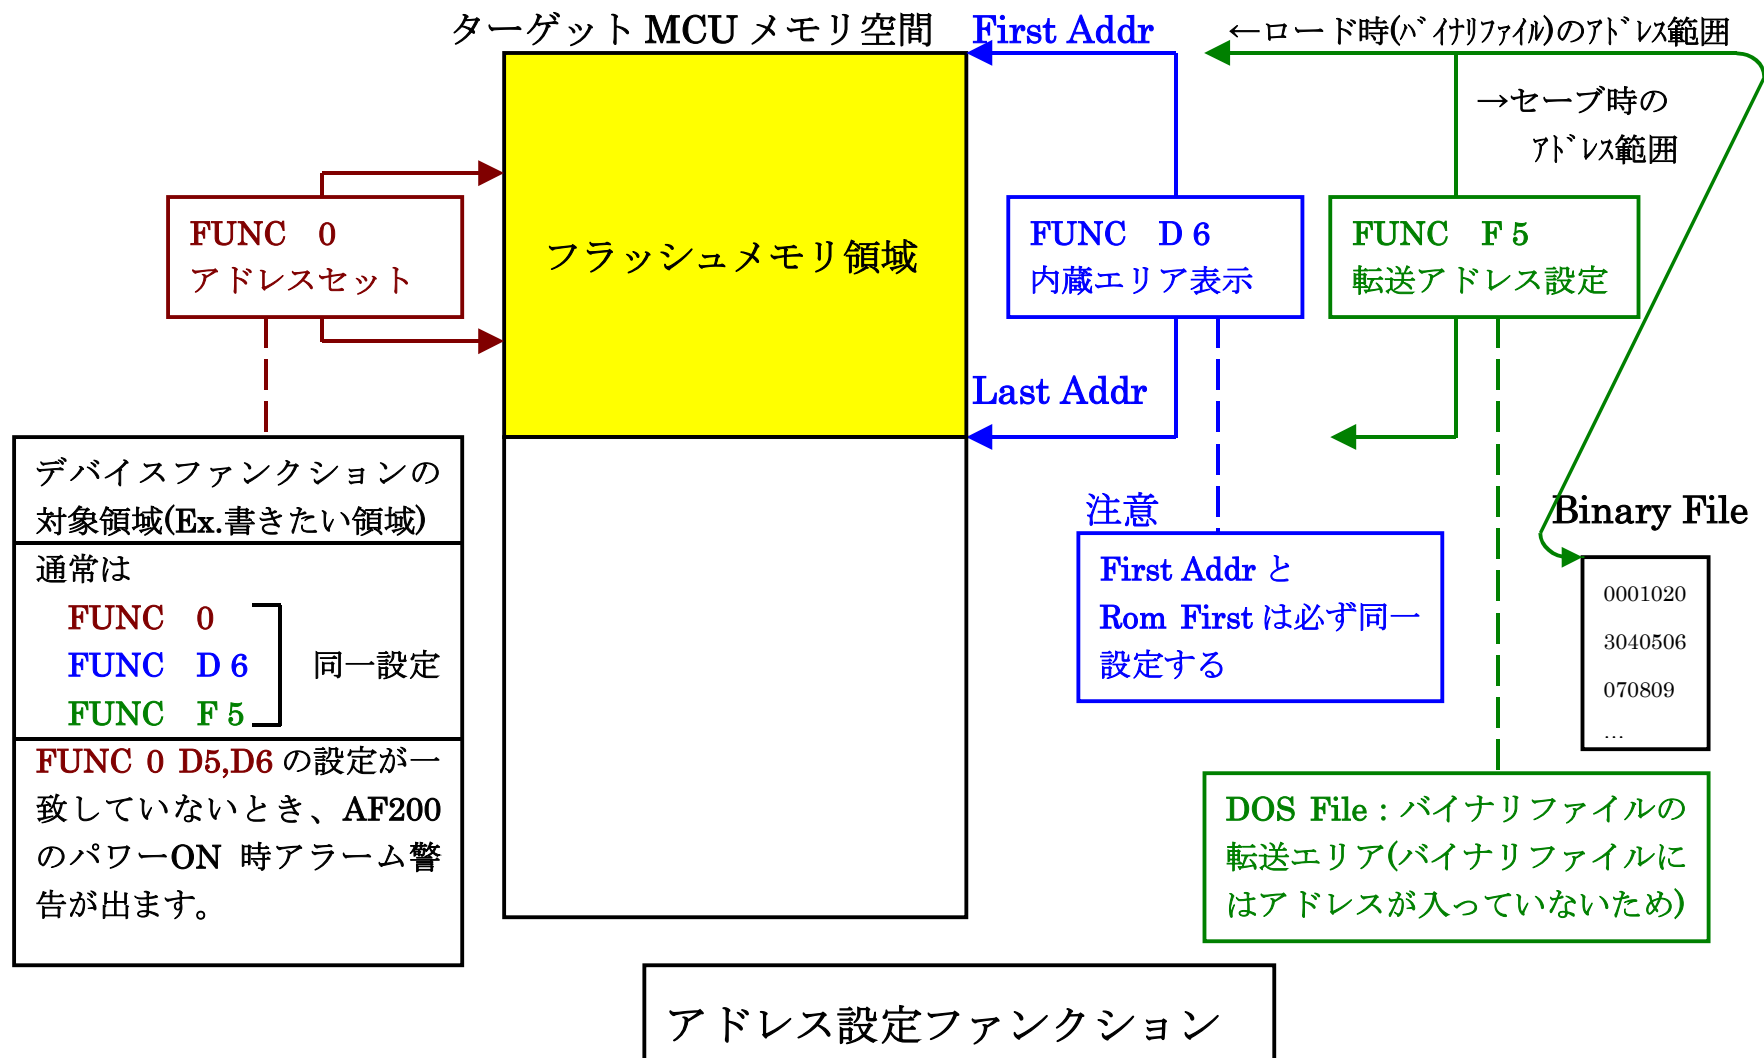 ターゲット MCU メモリ空間
First Addr
←ロード時(ﾊﾞｲﾅﾘﾌｧｲﾙ)のｱﾄﾞﾚｽ範囲
→セーブ時の
ｱﾄﾞﾚｽ範囲
FUNC 0
アドレスセット
フラッシュメモリ領域
FUNC D 6
内蔵エリア表示
FUNC F 5
転送アドレス設定
Last Addr
デバイスファンクションの
対象領域(Ex.書きたい領域)
通常は
FUNC 0
FUNC D 6
FUNC F 5
同一設定
FUNC 0 D5,D6 の設定が一
致していないとき、AF200
のパワーON 時アラーム警
告が出ます。
注意
First Addr と
Rom First は必ず同一
設定する
Binary File
0001020
3040506
070809
…
DOS File : バイナリファイルの
転送エリア(バイナリファイルに
はアドレスが入っていないため)
アドレス設定ファンクション